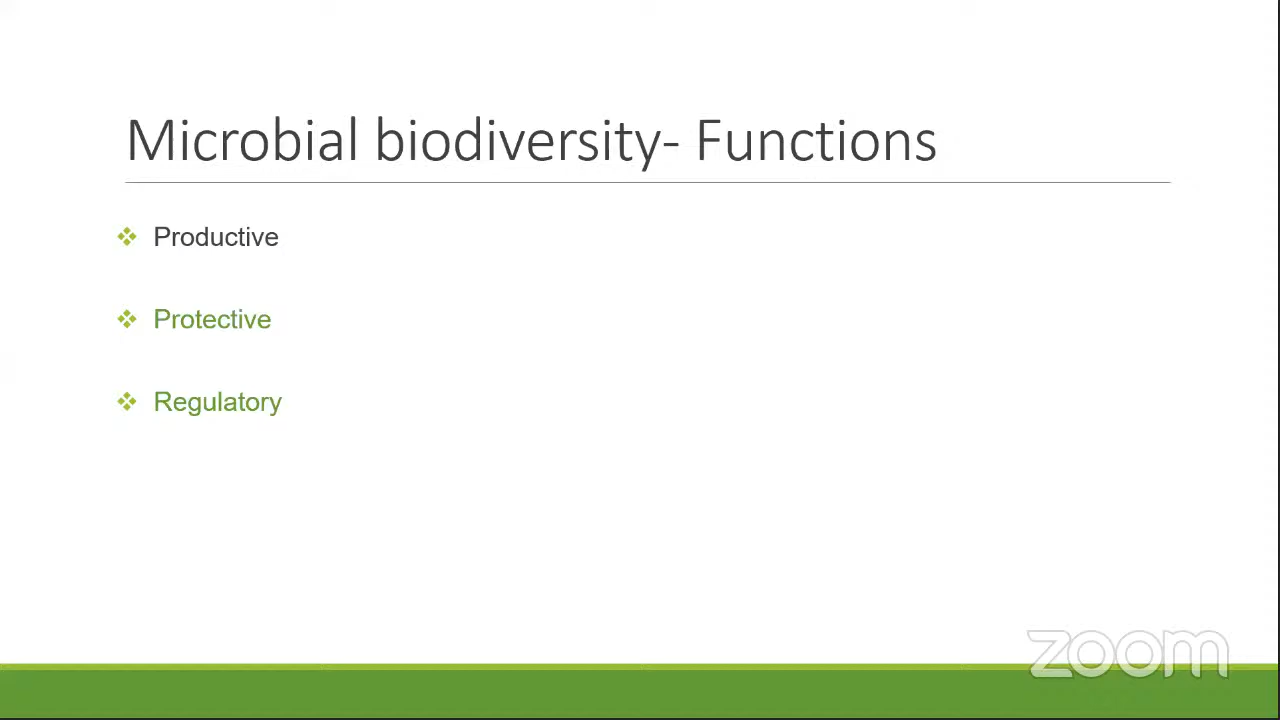 Microbial biodiversity- Functions
Productive
Protective
Regulatory
zoom